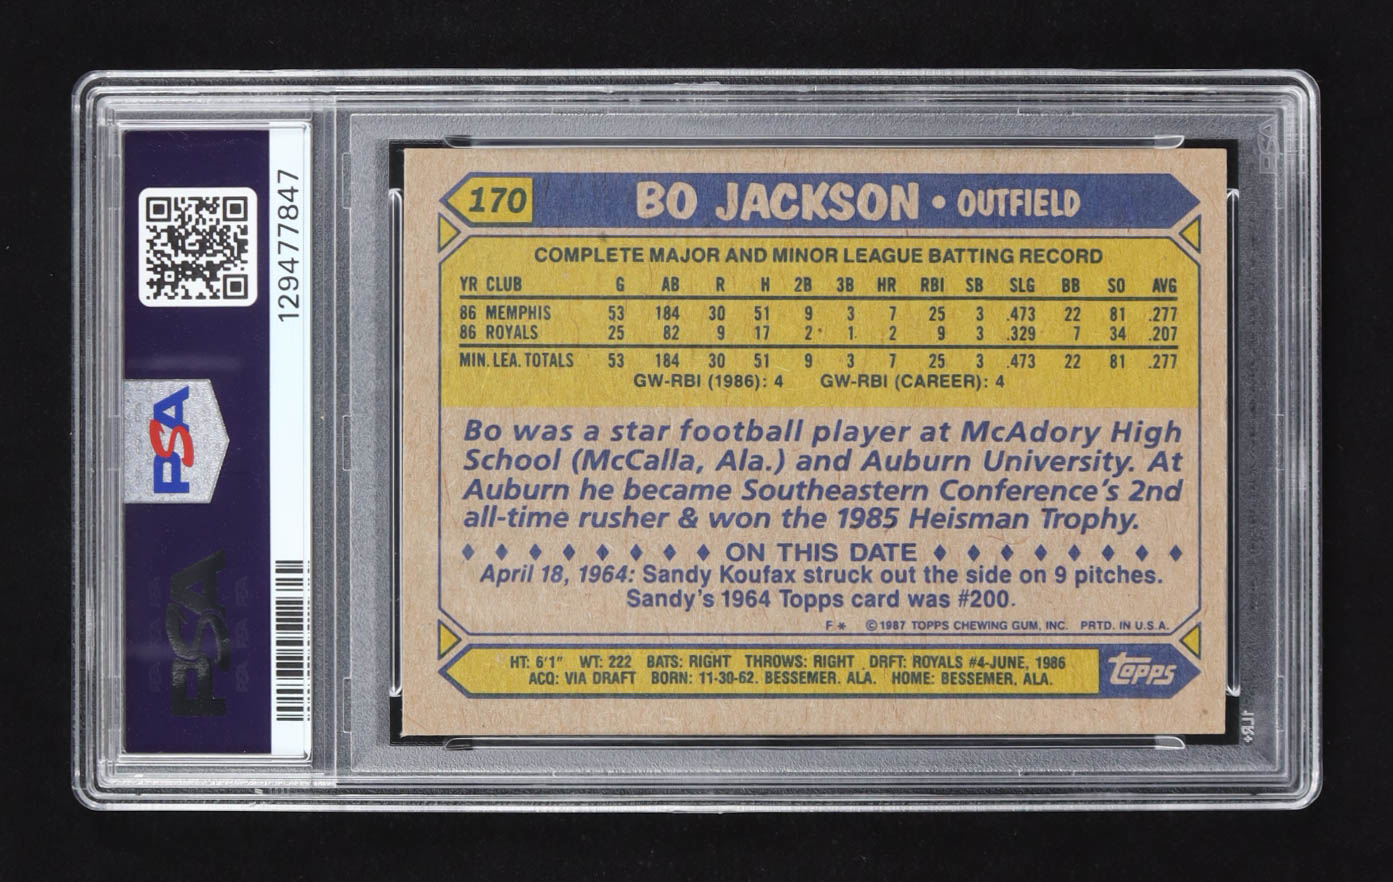 129477847
PSA
PSA
170 BO JACKSON • OUTFIELD
COMPLETE MAJOR AND MINOR LEAGUE BATTING RECORD
YR CLUB G AB R H 2B 3B HR RBI SB SLG BB SO AVG
86 MEMPHIS 53 184 30 51 9 3 7 25 3 .473 22 81 .277
86 ROYALS 25 82 9 17 2 1 2 9 3 .329 7 34 .207
MIN. LEA. TOTALS 53 184 30 51 9 3 7 25 3 .473 22 81 .277
GW-RBI (1986): 4 GW-RBI (CAREER): 4
Bo was a star football player at McAdory High
School (McCalla, Ala.) and Auburn University. At
Auburn he became Southeastern Conference's 2nd
all-time rusher & won the 1985 Heisman Trophy.
ON THIS DATE
April 18, 1964: Sandy Koufax struck out the side on 9 pitches.
Sandy's 1964 Topps card was #200.
F* ©1987 TOPPS CHEWING GUM, INC. PRTD. IN U.S.A.
HT: 6'1" WT: 222 BATS: RIGHT THROWS: RIGHT DRFT: ROYALS #4-JUNE, 1986
ACQ: VIA DRAFT BORN: 11-30-62, BESSEMER, ALA. HOME: BESSEMER, ALA.
topps
PSA